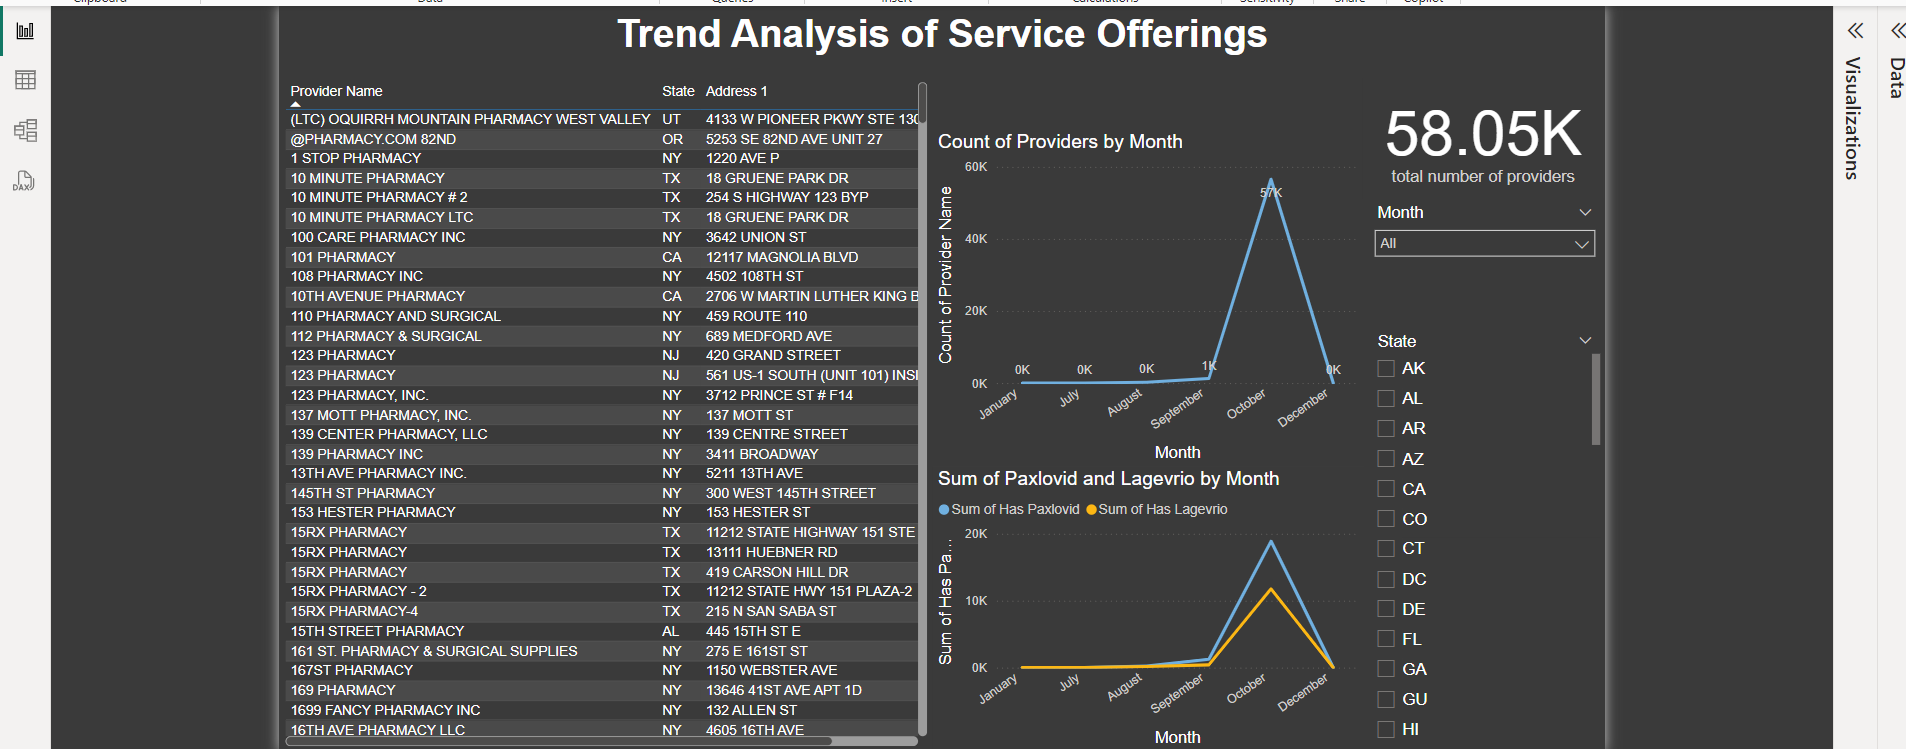 Clipboard
Data
Queries
Insert
Calculations
Sensitivity
Share
Copilot
Trend Analysis of Service Offerings
Provider Name State Address 1
(LTC) OQUIRRH MOUNTAIN PHARMACY WEST VALLEY UT 4133 W PIONEER PKWY STE 130
@PHARMACY.COM 82ND OR 5253 SE 82ND AVE UNIT 27
1 STOP PHARMACY NY 1220 AVE P
10 MINUTE PHARMACY TX 18 GRUENE PARK DR
10 MINUTE PHARMACY # 2 TX 254 S HIGHWAY 123 BYP
10 MINUTE PHARMACY LTC TX 18 GRUENE PARK DR
100 CARE PHARMACY INC NY 3642 UNION ST
101 PHARMACY CA 12117 MAGNOLIA BLVD
108 PHARMACY INC NY 4502 108TH ST
10TH AVENUE PHARMACY CA 2706 W MARTIN LUTHER KING B
110 PHARMACY AND SURGICAL NY 459 ROUTE 110
112 PHARMACY & SURGICAL NY 689 MEDFORD AVE
123 PHARMACY NJ 420 GRAND STREET
123 PHARMACY NJ 561 US-1 SOUTH (UNIT 101) INSI
123 PHARMACY, INC. NY 3712 PRINCE ST # F14
137 MOTT PHARMACY, INC. NY 137 MOTT ST
139 CENTER PHARMACY, LLC NY 139 CENTRE STREET
139 PHARMACY INC NY 3411 BROADWAY
13TH AVE PHARMACY INC. NY 5211 13TH AVE
145TH ST PHARMACY NY 300 WEST 145TH STREET
153 HESTER PHARMACY NY 153 HESTER ST
15RX PHARMACY TX 11212 STATE HIGHWAY 151 STE
15RX PHARMACY TX 13111 HUEBNER RD
15RX PHARMACY TX 419 CARSON HILL DR
15RX PHARMACY - 2 TX 11212 STATE HWY 151 PLAZA-2
15RX PHARMACY-4 TX 215 N SAN SABA ST
15TH STREET PHARMACY AL 445 15TH ST E
161 ST. PHARMACY & SURGICAL SUPPLIES NY 275 E 161ST ST
167ST PHARMACY NY 1150 WEBSTER AVE
169 PHARMACY NY 13646 41ST AVE APT 1D
1699 FANCY PHARMACY INC NY 132 ALLEN ST
16TH AVE PHARMACY LLC NY 4605 16TH AVE
Count of Providers by Month
Count of Provider Name
60K
40K
20K
0K
0K 0K 0K 1K 57K 0K
January July August September October December
Month
Sum of Paxlovid and Lagevrio by Month
Sum of Has Paxlovid Sum of Has Lagevrio
Sum of Has Pa...
20K
10K
0K
January July August September October December
Month
58.05K
total number of providers
Month
All
State
AK
AL
AR
AZ
CA
CO
CT
DC
DE
FL
GA
GU
HI
Visualizations
Data
DAX